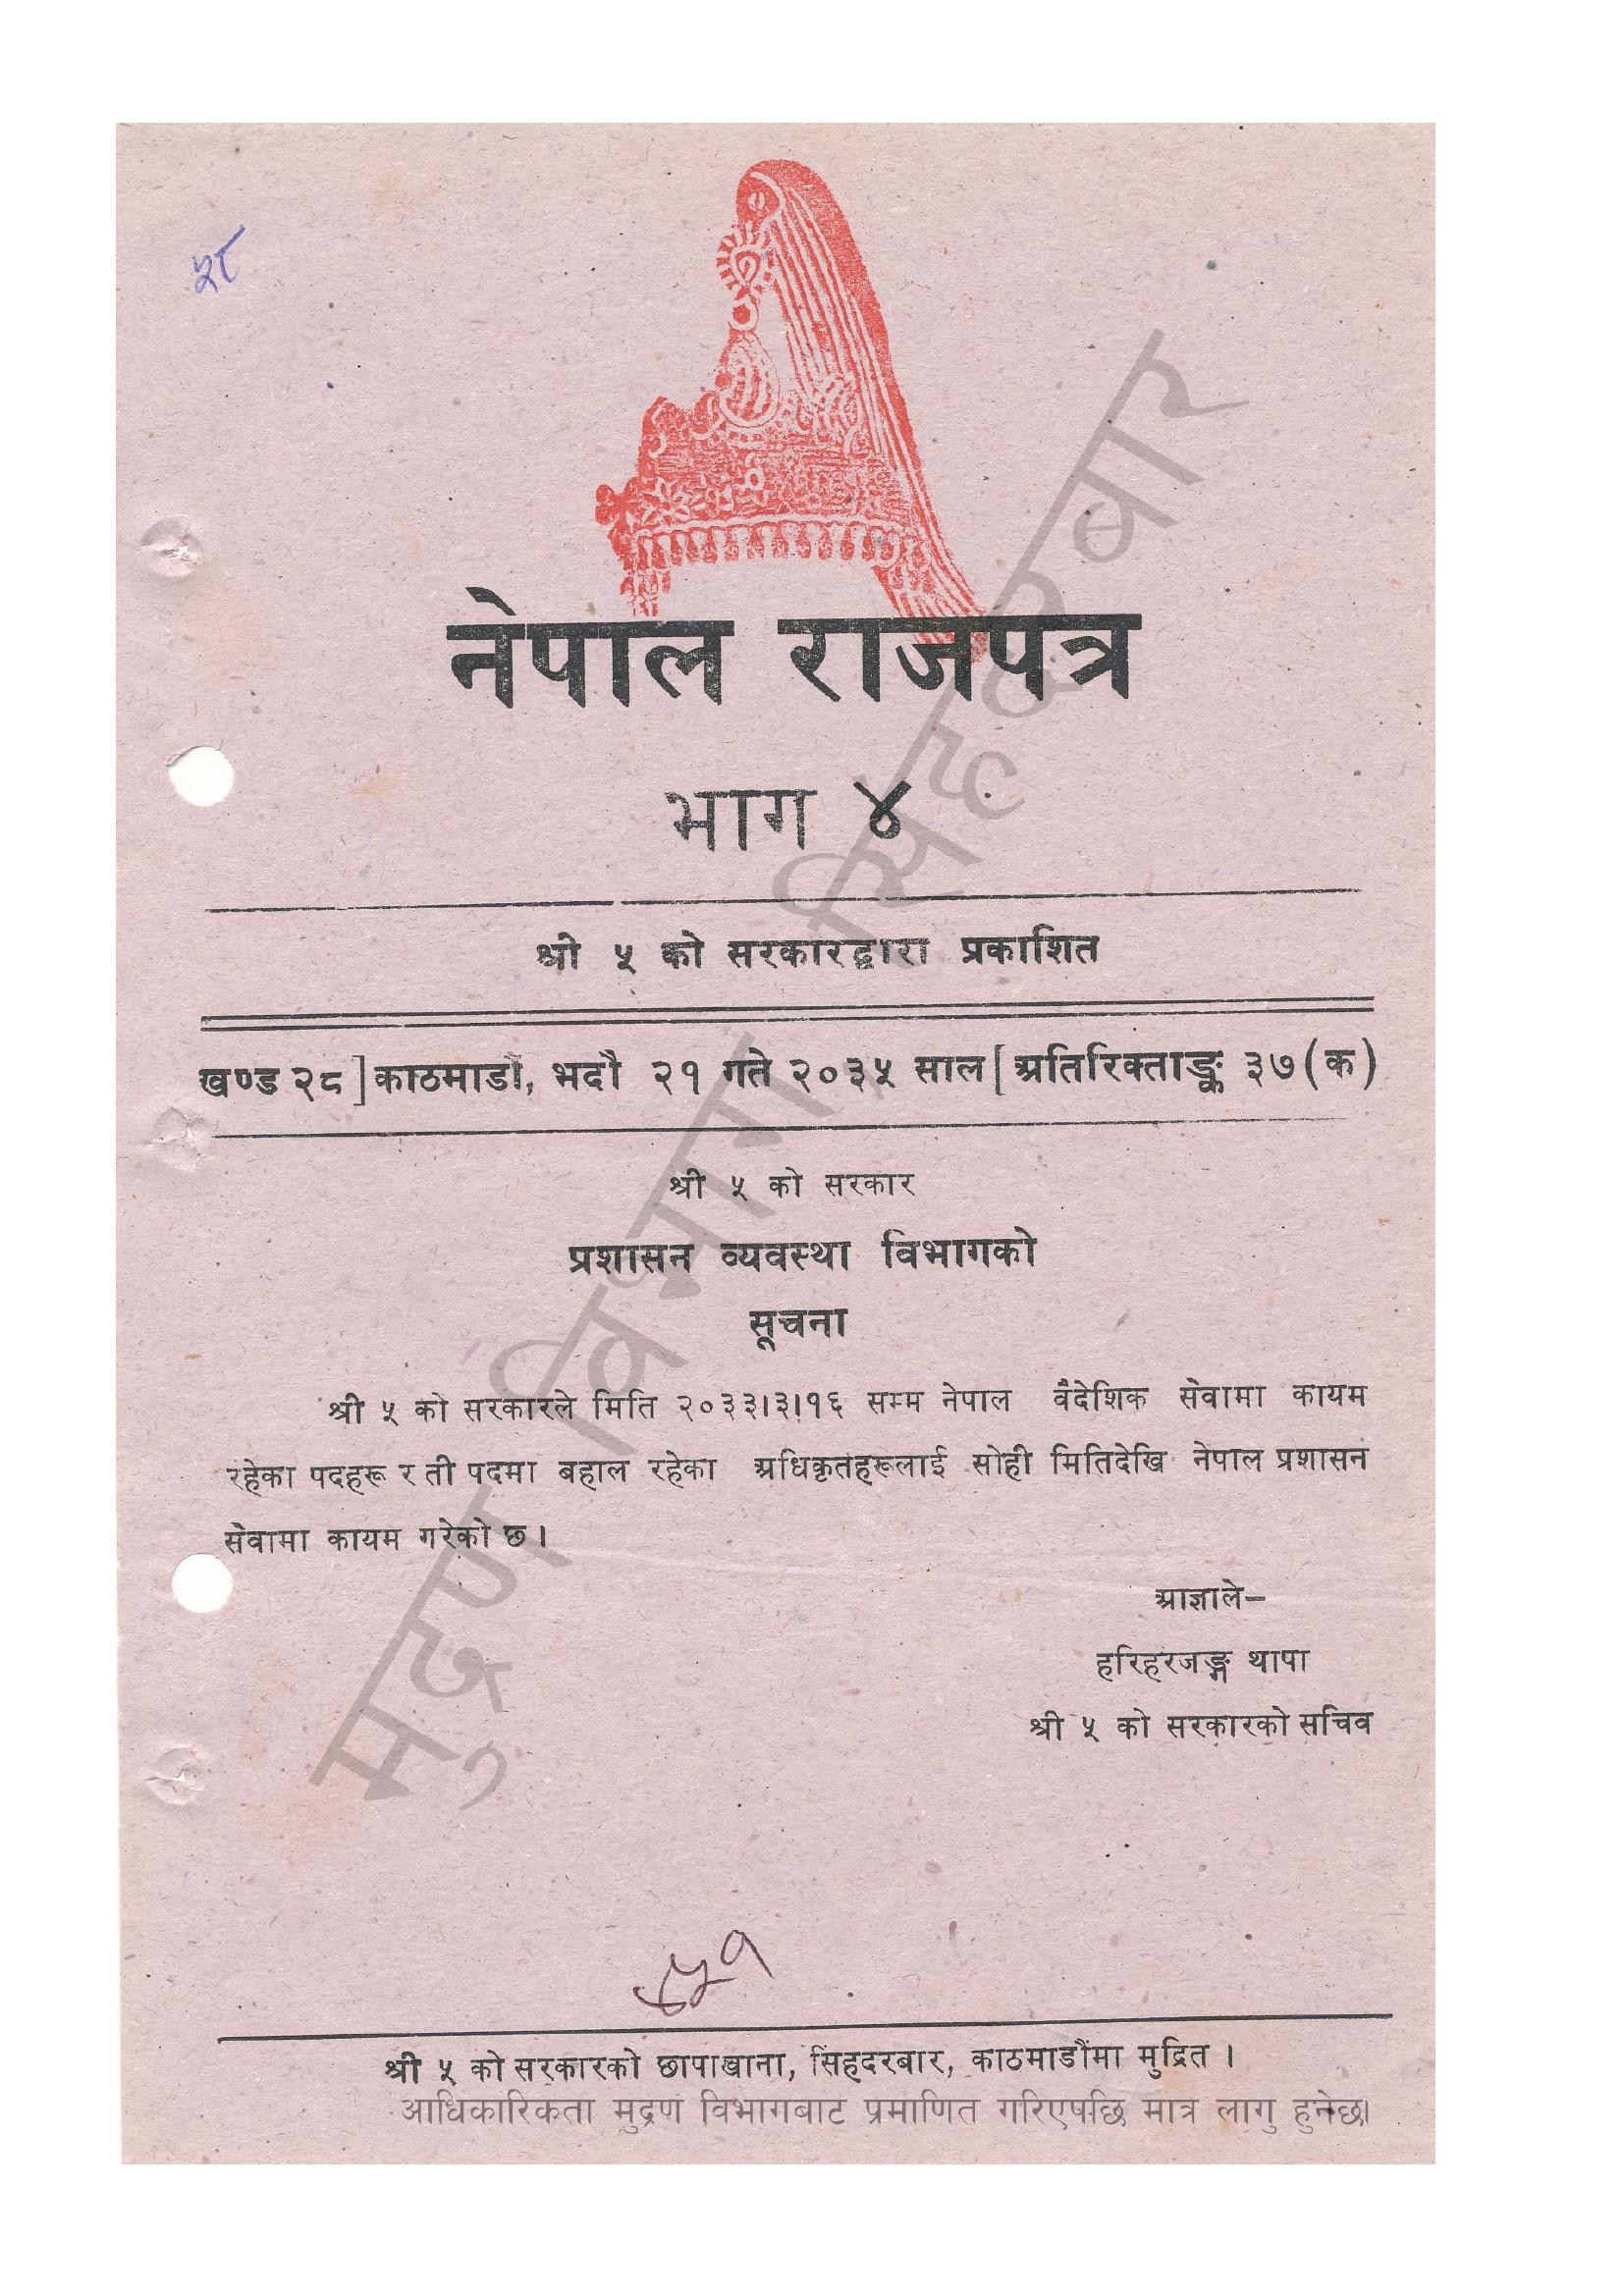 ५८
नेपाल राजपत्र
भाग ४
श्री ५ को सरकारद्वारा प्रकाशित
खण्ड २८] काठमाडौं, भदौ २१ गते २०३५ साल [अतिरिक्ताङ्क ३७(क)
श्री ५ को सरकार
प्रशासन व्यवस्था विभागको
सूचना
श्री ५ को सरकारले मिति २०३३।३।१६ सम्म नेपाल वैदेशिक सेवामा कायम
रहेका पदहरू र ती पदमा बहाल रहेका अधिकृतहरूलाई सोही मितिदेखि नेपाल प्रशासन
सेवामा कायम गरेको छ।
आज्ञाले–
हरिहरजङ्ग थापा
श्री ५ को सरकारको सचिव
श्री ५ को सरकारको छापाखाना, सिंहदरबार, काठमाडौंमा मुद्रित ।
आधिकारिकता मुद्रण विभागबाट प्रमाणित गरिएपछि मात्र लागु हुनेछ।
मुद्रण विभाग, सिंहदरबार